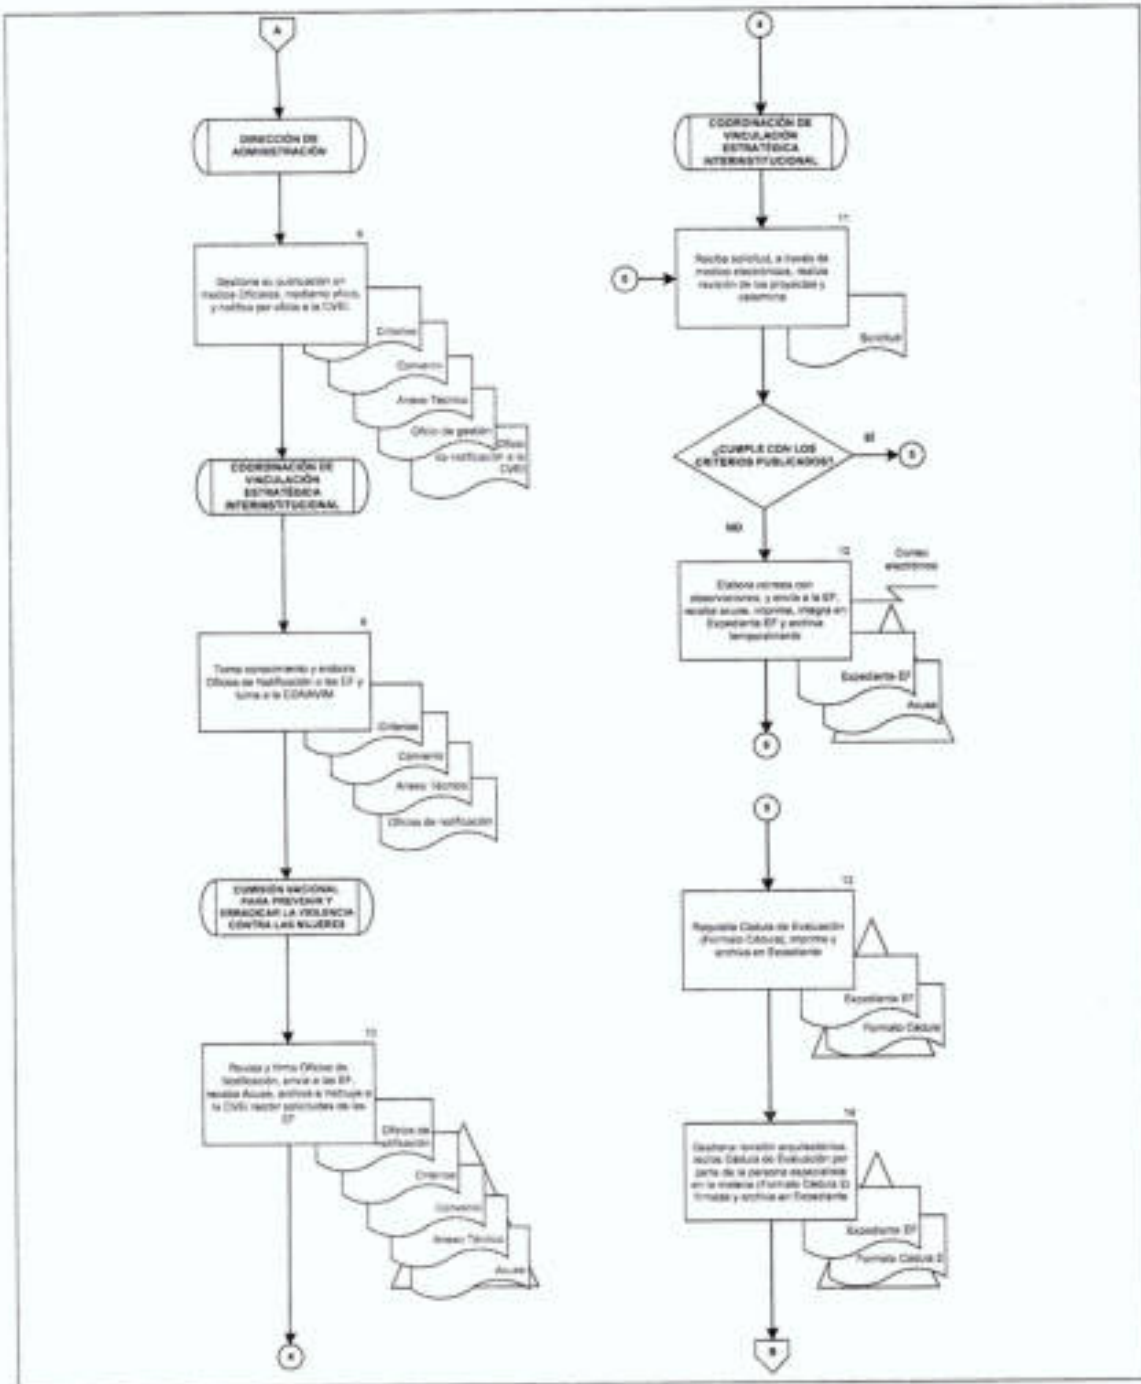 A
DIRECCIÓN DE
ADMINISTRACIÓN
Gestiona su publicación en
medios Oficiales, mediante oficio,
y notifica por oficio a la CVEI.
Criterios
Convenio
Anexo Técnico
Oficio de gestión
Oficio
de notificación a la
CVEI
COORDINACIÓN DE
VINCULACIÓN
ESTRATÉGICA
INTERINSTITUCIONAL
Toma conocimiento y elabora
Oficios de Notificación a las EF y
turna a la CONAVIM
Criterios
Convenio
Anexo Técnico
Oficios de notificación
COMISIÓN NACIONAL
PARA PREVENIR Y
ERRADICAR LA VIOLENCIA
CONTRA LAS MUJERES
10
Revisa y firma Oficios de
Notificación, envía a las EF,
recaba Acuse, archiva e instruye a
la CVEI recibir solicitudes de las
EF
Oficios de
notificación
Criterios
Convenio
Anexo Técnico
Acuse
4
4
COORDINACIÓN DE
VINCULACIÓN
ESTRATÉGICA
INTERINSTITUCIONAL
11
Recibe solicitud, a través de
medios electrónicos, realiza
revisión de los proyectos y
determina
Solicitud
¿CUMPLE CON LOS
CRITERIOS PUBLICADOS?
SÍ
5
NO
12
Elabora correos con
observaciones, y envía a la EF,
recaba acuse, imprime, integra en
Expediente EF y archiva
temporalmente
Correo
electrónico
Expediente EF
Acuse
13
Requisita Cédula de Evaluación
(Formato Cédula), imprime y
archiva en Expediente
Expediente EF
Formato Cédula
14
Gestiona revisión arquitectónica,
recibe Cédula de Evaluación por
parte de la persona especialista
en la materia (Formato Cédula 2)
firmada y archiva en Expediente
Expediente EF
Formato Cédula 2
B